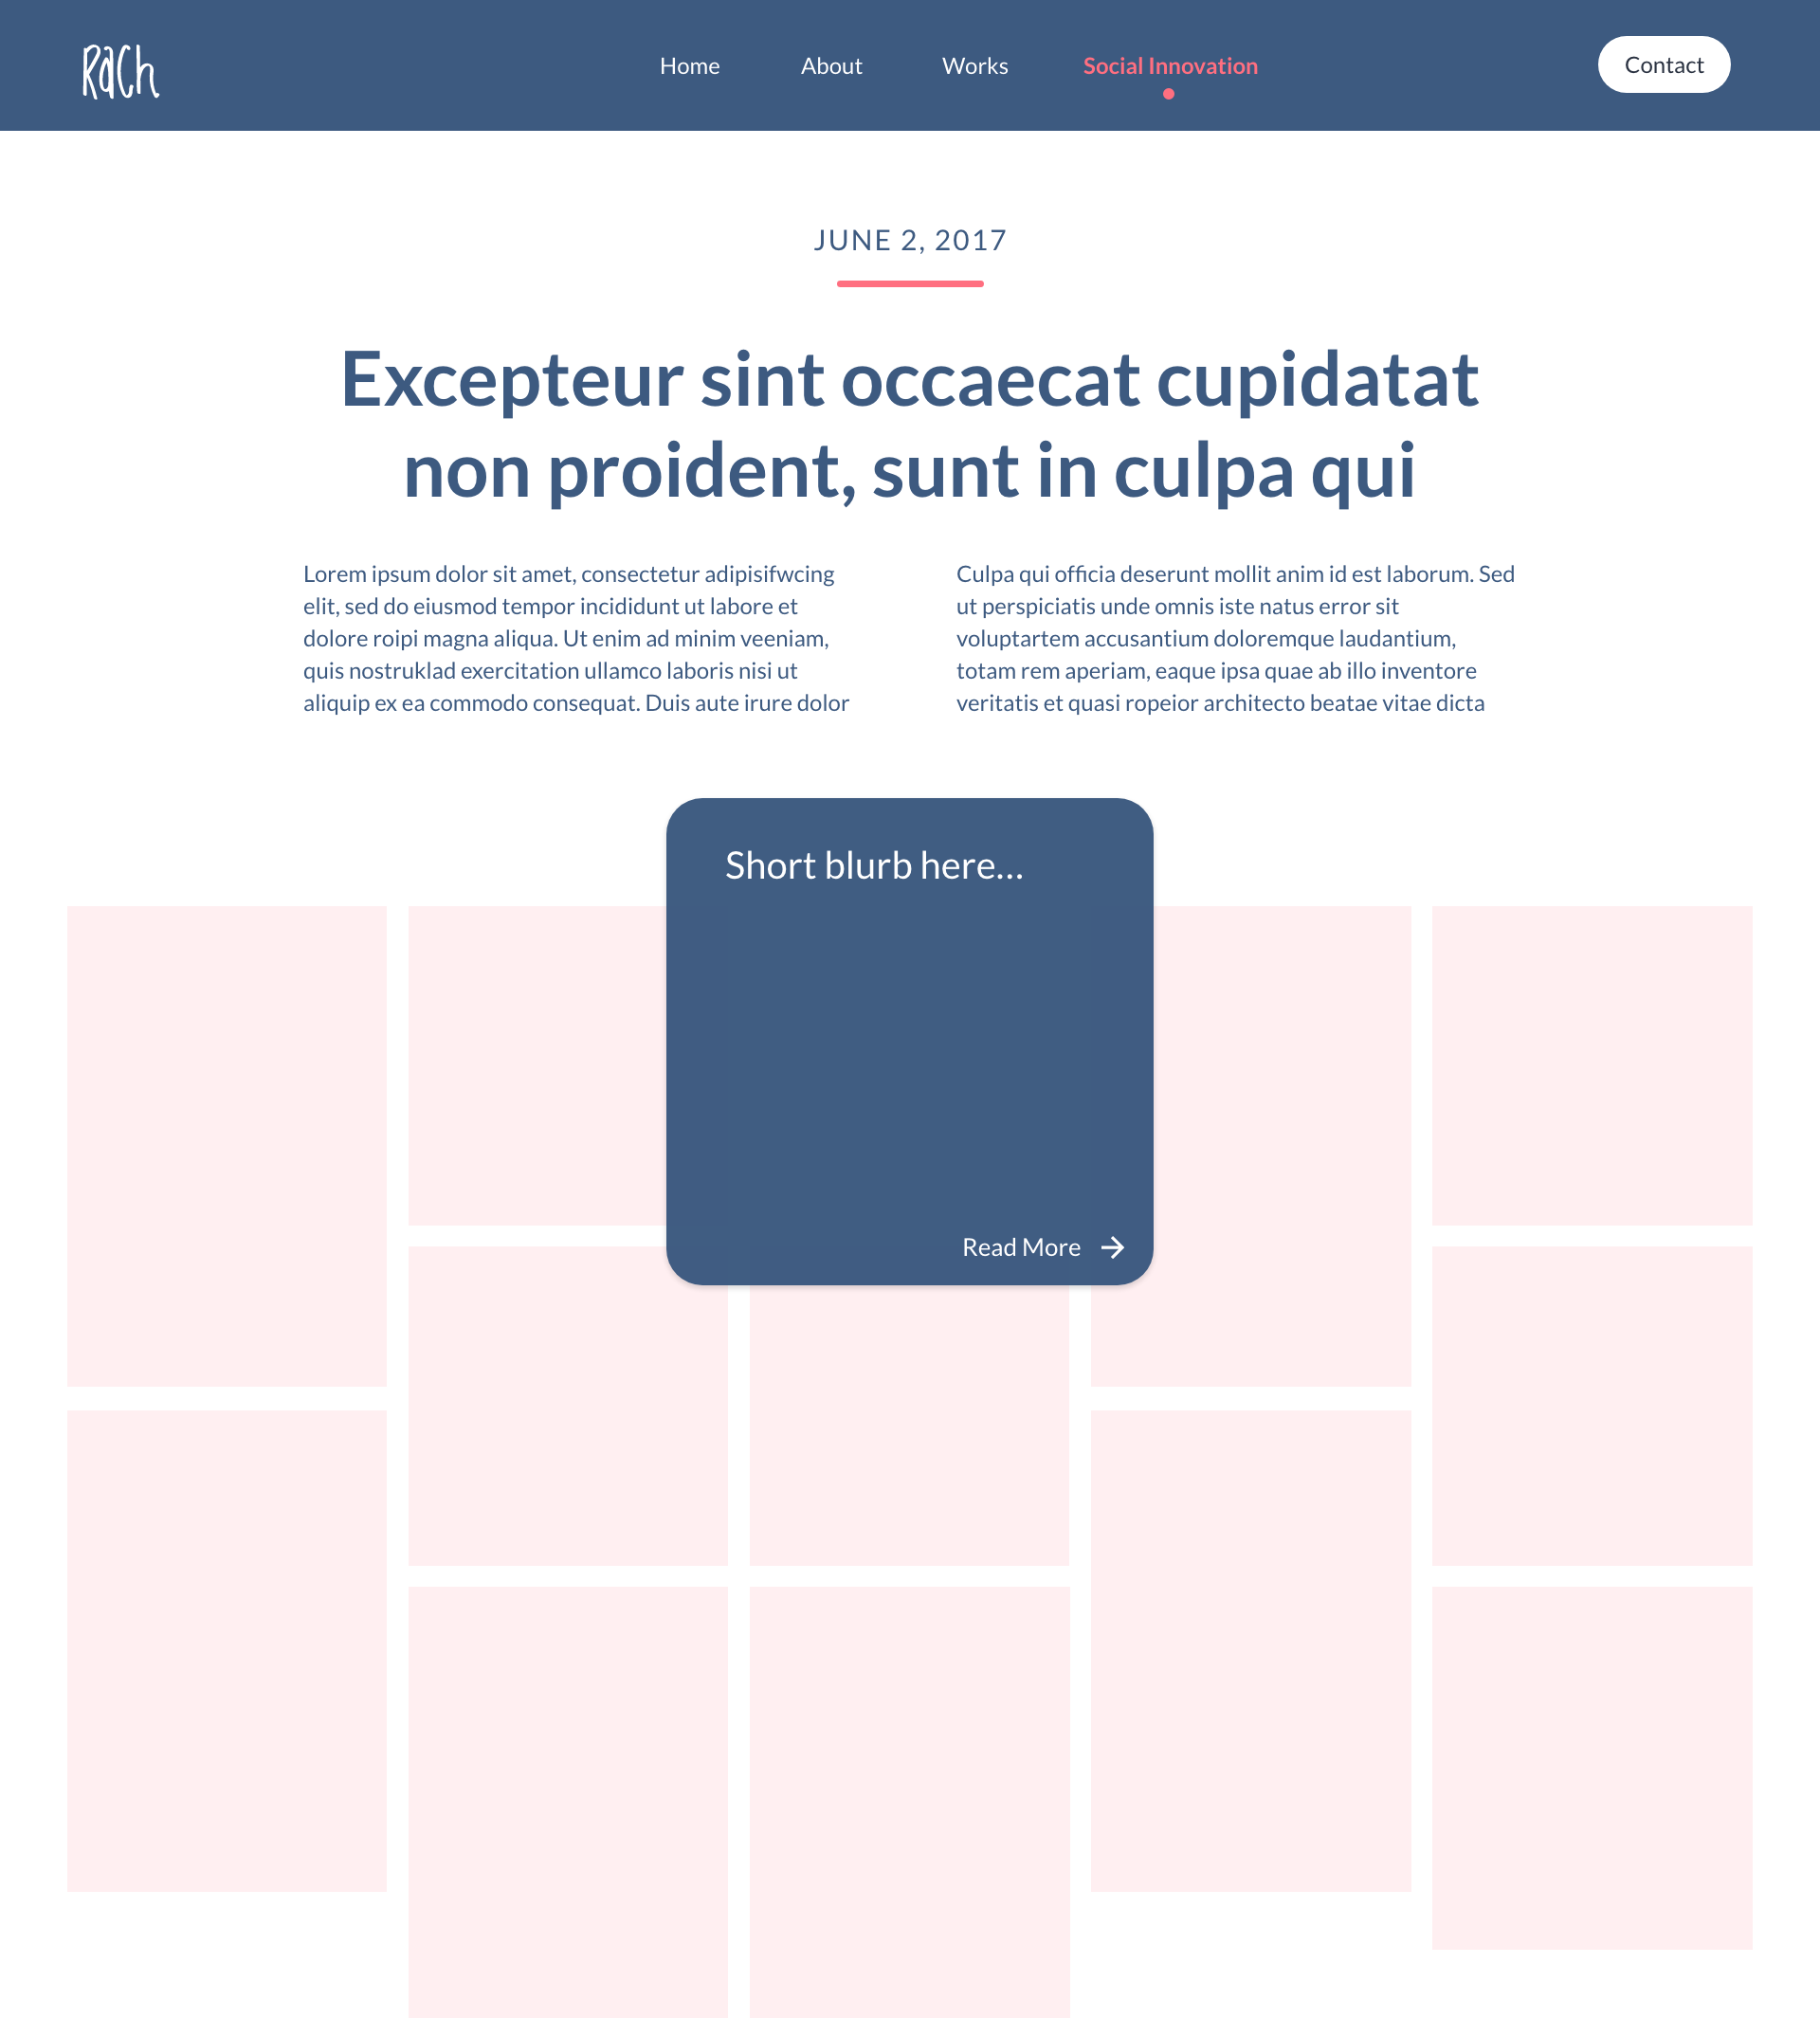 Rach
Home About Works Social Innovation Contact
JUNE 2, 2017
Excepteur sint occaecat cupidatat
non proident, sunt in culpa qui
Lorem ipsum dolor sit amet, consectetur adipisifwcing
elit, sed do eiusmod tempor incididunt ut labore et
dolore roipi magna aliqua. Ut enim ad minim veeniam,
quis nostruklad exercitation ullamco laboris nisi ut
aliquip ex ea commodo consequat. Duis aute irure dolor
Culpa qui officia deserunt mollit anim id est laborum. Sed
ut perspiciatis unde omnis iste natus error sit
voluptartem accusantium doloremque laudantium,
totam rem aperiam, eaque ipsa quae ab illo inventore
veritatis et quasi ropeior architecto beatae vitae dicta
Short blurb here...
Read More